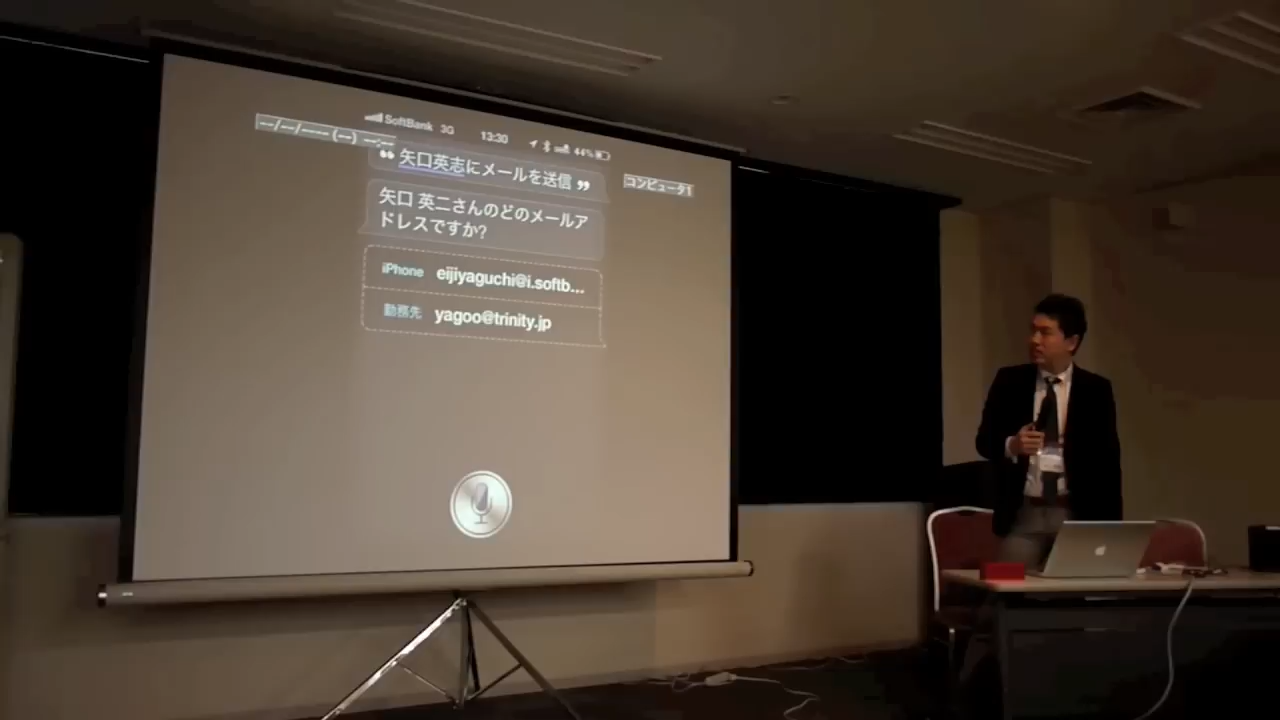 SoftBank 3G 13:30 44%
--/--/---- (--) --:--
コンピュータ1
❝ 矢口英志にメールを送信 ❞
矢口 英二さんのどのメールア
ドレスですか?
iPhone eijiyaguchi@i.softb...
勤務先 yagoo@trinity.jp